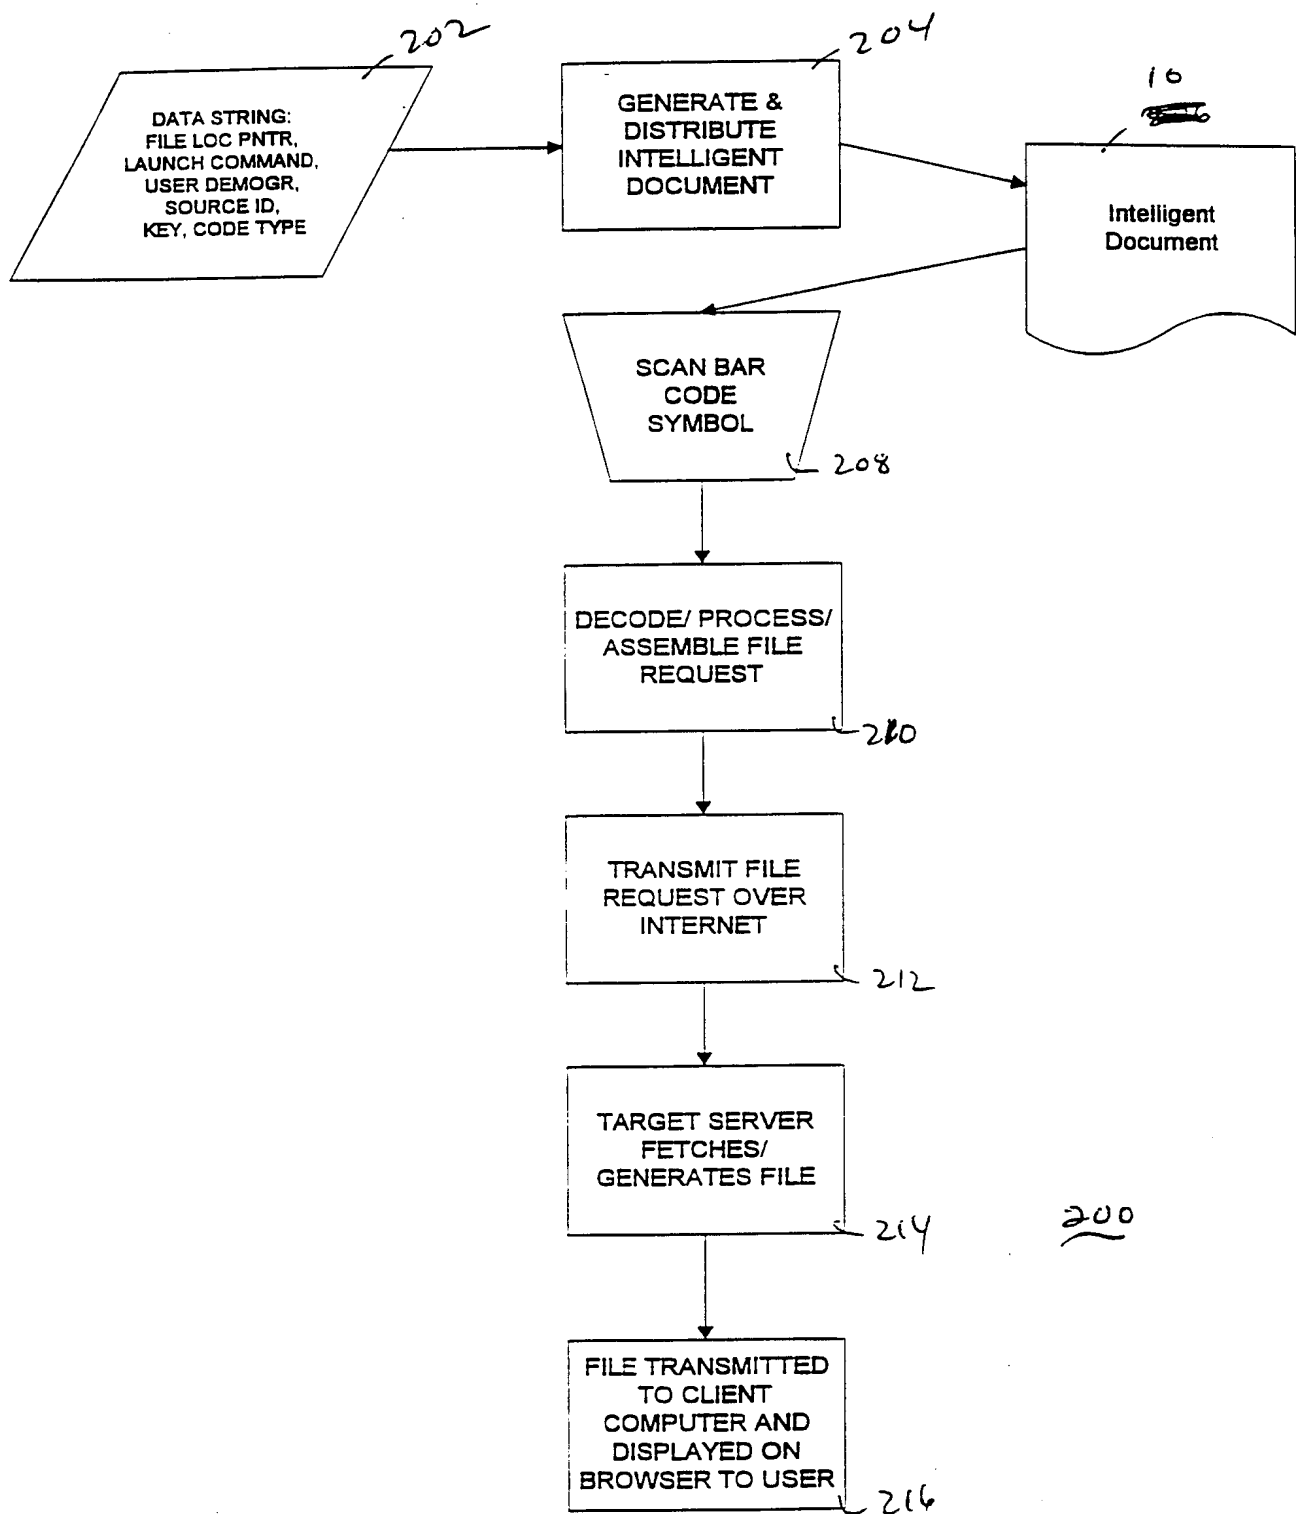 202
DATA STRING:
FILE LOC PNTR,
LAUNCH COMMAND,
USER DEMOGR,
SOURCE ID,
KEY, CODE TYPE
204
GENERATE &
DISTRIBUTE
INTELLIGENT
DOCUMENT
10
Intelligent
Document
SCAN BAR
CODE
SYMBOL
208
DECODE/ PROCESS/
ASSEMBLE FILE
REQUEST
210
TRANSMIT FILE
REQUEST OVER
INTERNET
212
TARGET SERVER
FETCHES/
GENERATES FILE
214
200
FILE TRANSMITTED
TO CLIENT
COMPUTER AND
DISPLAYED ON
BROWSER TO USER
216